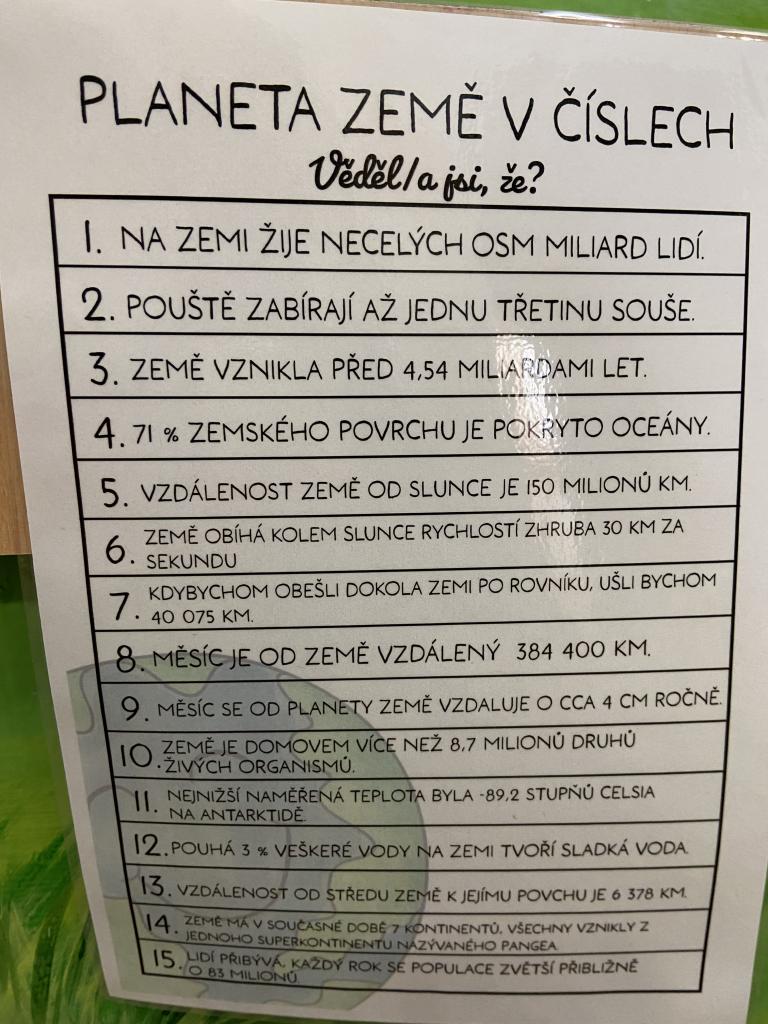 PLANETA ZEMĚ V ČÍSLECH
Věděl/a jsi, že?
1. NA ZEMI ŽIJE NECELÝCH OSM MILIARD LIDÍ.
2. POUŠTĚ ZABÍRAJÍ AŽ JEDNU TŘETINU SOUŠE.
3. ZEMĚ VZNIKLA PŘED 4,54 MILIARDAMI LET.
4. 71 % ZEMSKÉHO POVRCHU JE POKRYTO OCEÁNY.
5. VZDÁLENOST ZEMĚ OD SLUNCE JE 150 MILIONŮ KM.
6. ZEMĚ OBÍHÁ KOLEM SLUNCE RYCHLOSTÍ ZHRUBA 30 KM ZA
SEKUNDU
7. KDYBYCHOM OBEŠLI DOKOLA ZEMI PO ROVNÍKU, UŠLI BYCHOM
40 075 KM.
8. MĚSÍC JE OD ZEMĚ VZDÁLENÝ 384 400 KM.
9. MĚSÍC SE OD PLANETY ZEMĚ VZDALUJE O CCA 4 CM ROČNĚ.
10. ZEMĚ JE DOMOVEM VÍCE NEŽ 8,7 MILIONŮ DRUHŮ
ŽIVÝCH ORGANISMŮ.
11. NEJNIŽŠÍ NAMĚŘENÁ TEPLOTA BYLA -89,2 STUPŇŮ CELSIA
NA ANTARKTIDĚ.
12. POUHÁ 3 % VEŠKERÉ VODY NA ZEMI TVOŘÍ SLADKÁ VODA.
13. VZDÁLENOST OD STŘEDU ZEMĚ K JEJÍMU POVCHU JE 6 378 KM.
14. ZEMĚ MÁ V SOUČASNÉ DOBĚ 7 KONTINENTŮ, VŠECHNY VZNIKLY Z
JEDNOHO SUPERKONTINENTU NAZÝVANÉHO PANGEA.
15. LIDÍ PŘIBÝVÁ, KAŽDÝ ROK SE POPULACE ZVĚTŠÍ PŘIBLIŽNĚ
O 83 MILIONŮ.